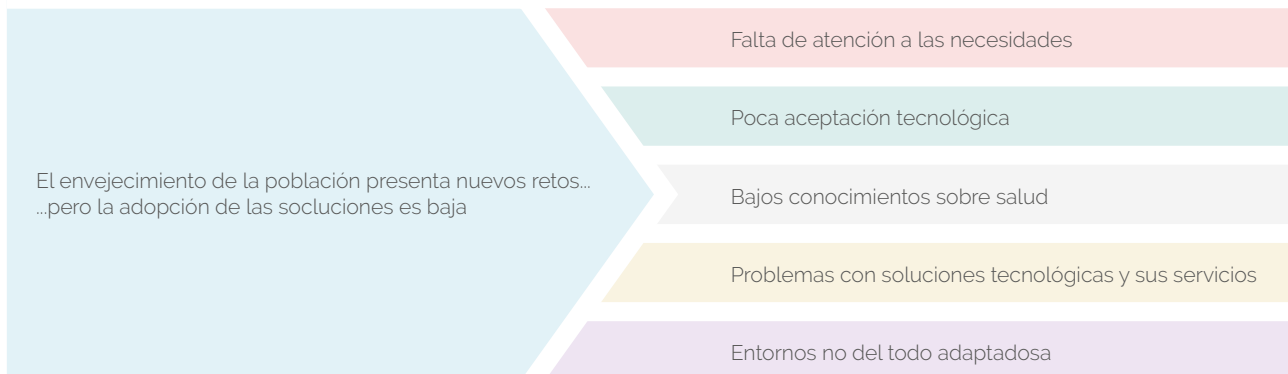 El envejecimiento de la población presenta nuevos retos...
...pero la adopción de las socluciones es baja
Falta de atención a las necesidades
Poca aceptación tecnológica
Bajos conocimientos sobre salud
Problemas con soluciones tecnológicas y sus servicios
Entornos no del todo adaptadosa